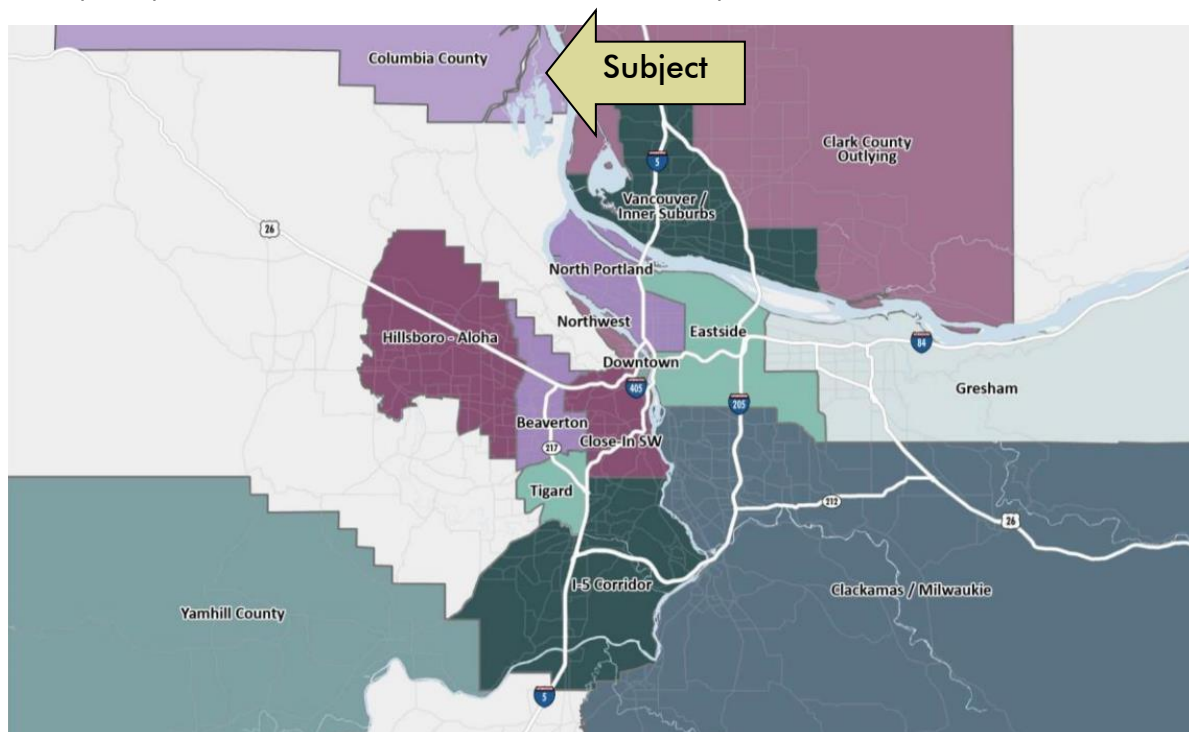 Columbia County
Subject
Clark County
Outlying
5
Vancouver /
Inner Suburbs
26
North Portland
Northwest
Eastside
Hillsboro - Aloha
Downtown
84
405
Gresham
205
Beaverton
217
Close-In SW
Tigard
212
26
I-5 Corridor
Clackamas / Milwaukie
Yamhill County
5